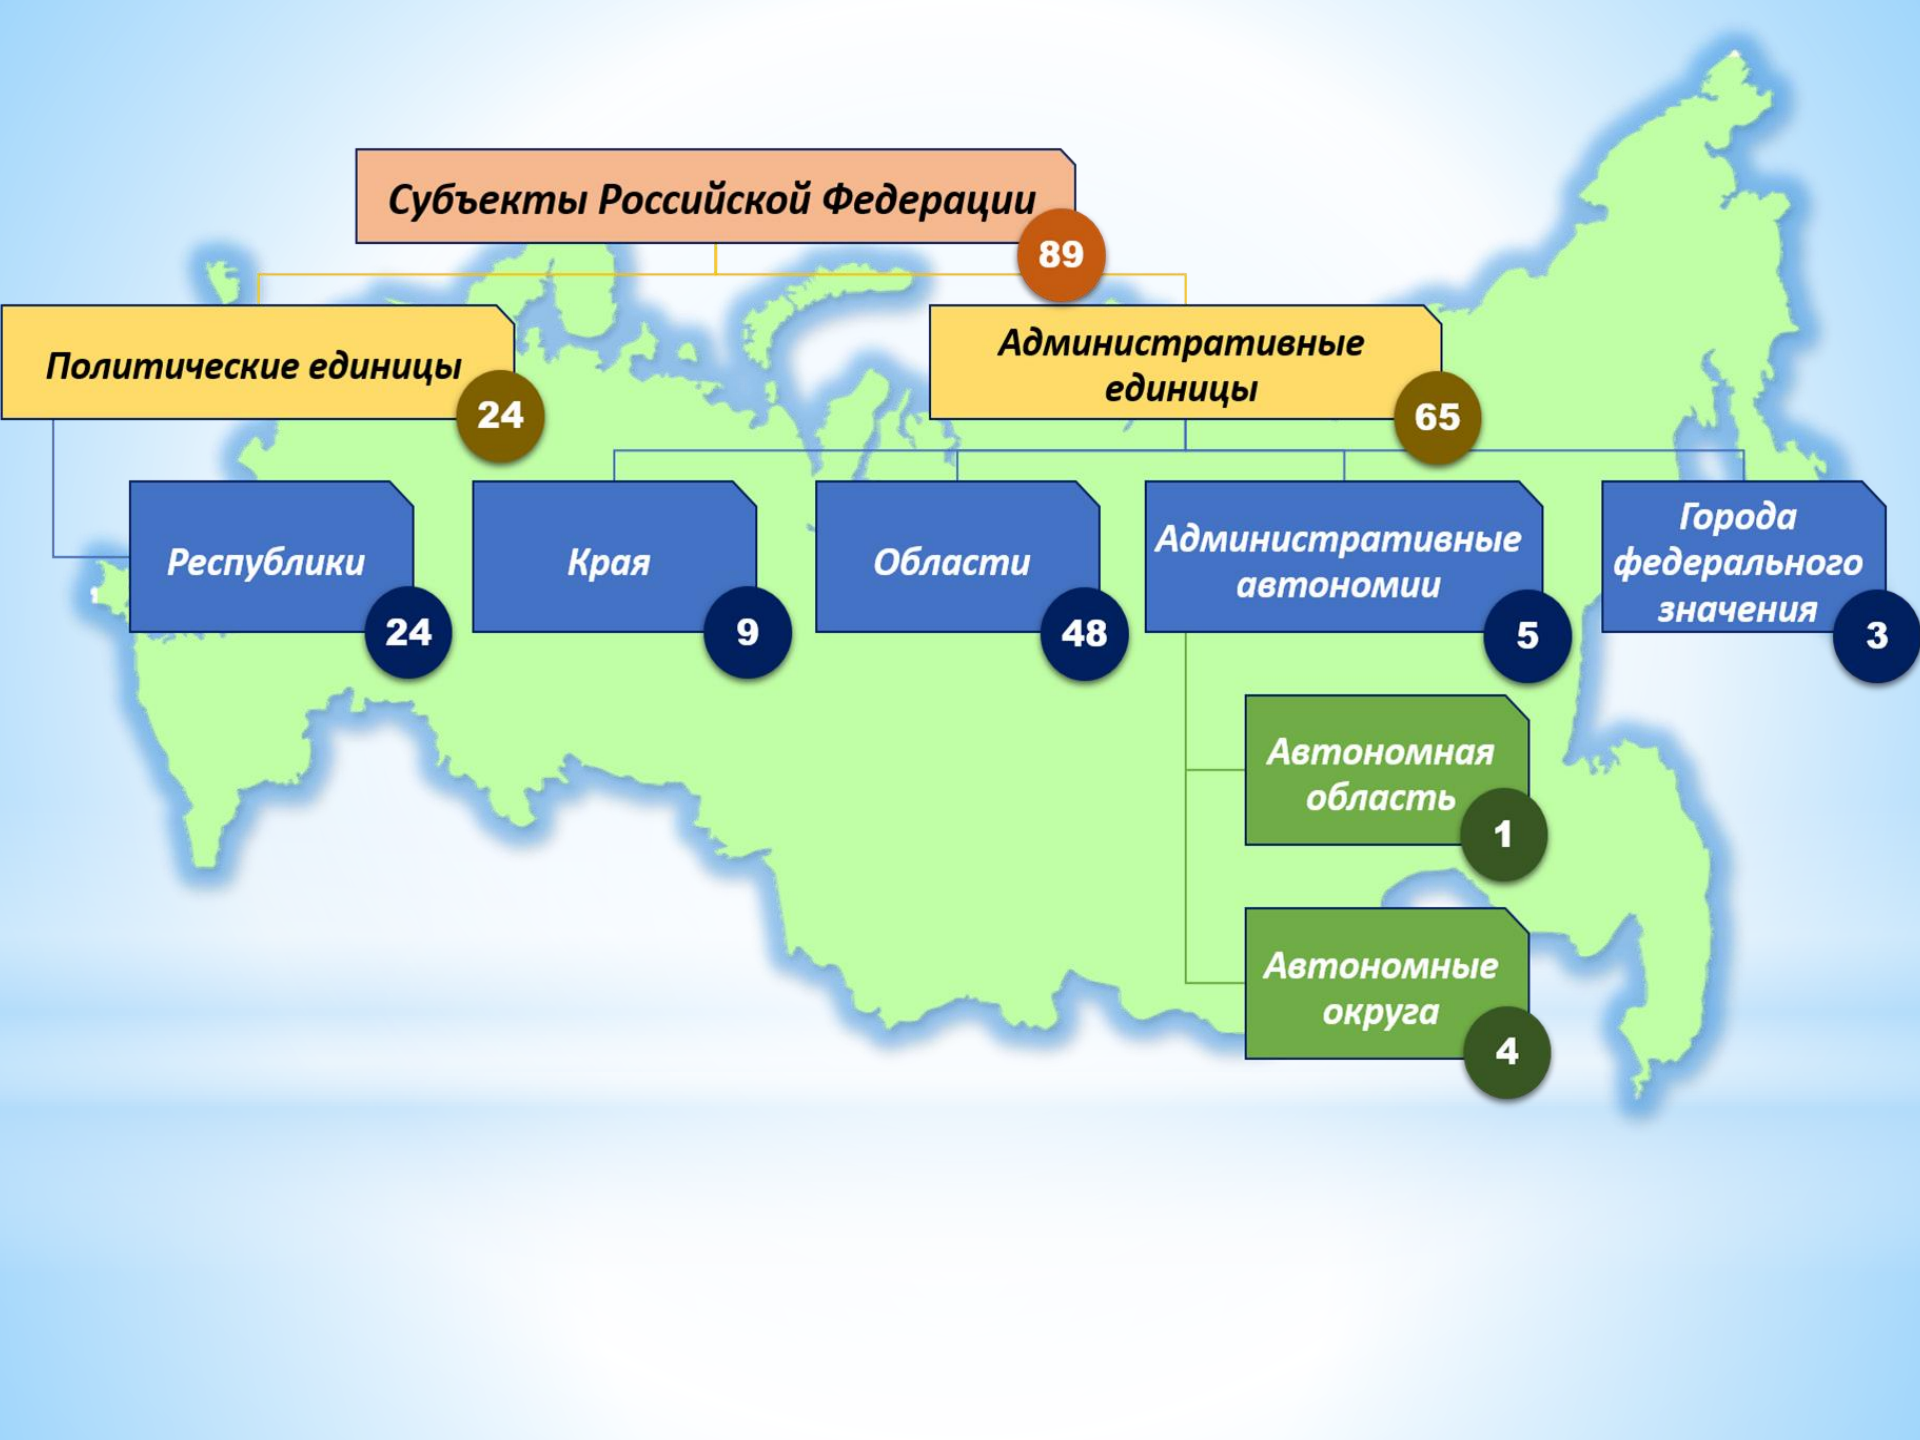 Субъекты Российской Федерации
89
Политические единицы
24
Административные
единицы
65
Республики
24
Края
9
Области
48
Административные
автономии
5
Города
федерального
значения
3
Автономная
область
1
Автономные
округа
4